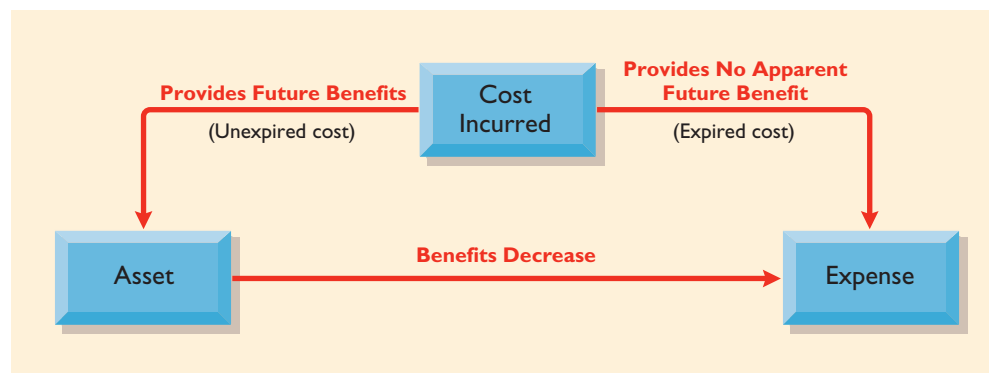 Provides Future Benefits
(Unexpired cost)
Cost
Incurred
Provides No Apparent
Future Benefit
(Expired cost)
Asset
Benefits Decrease
Expense